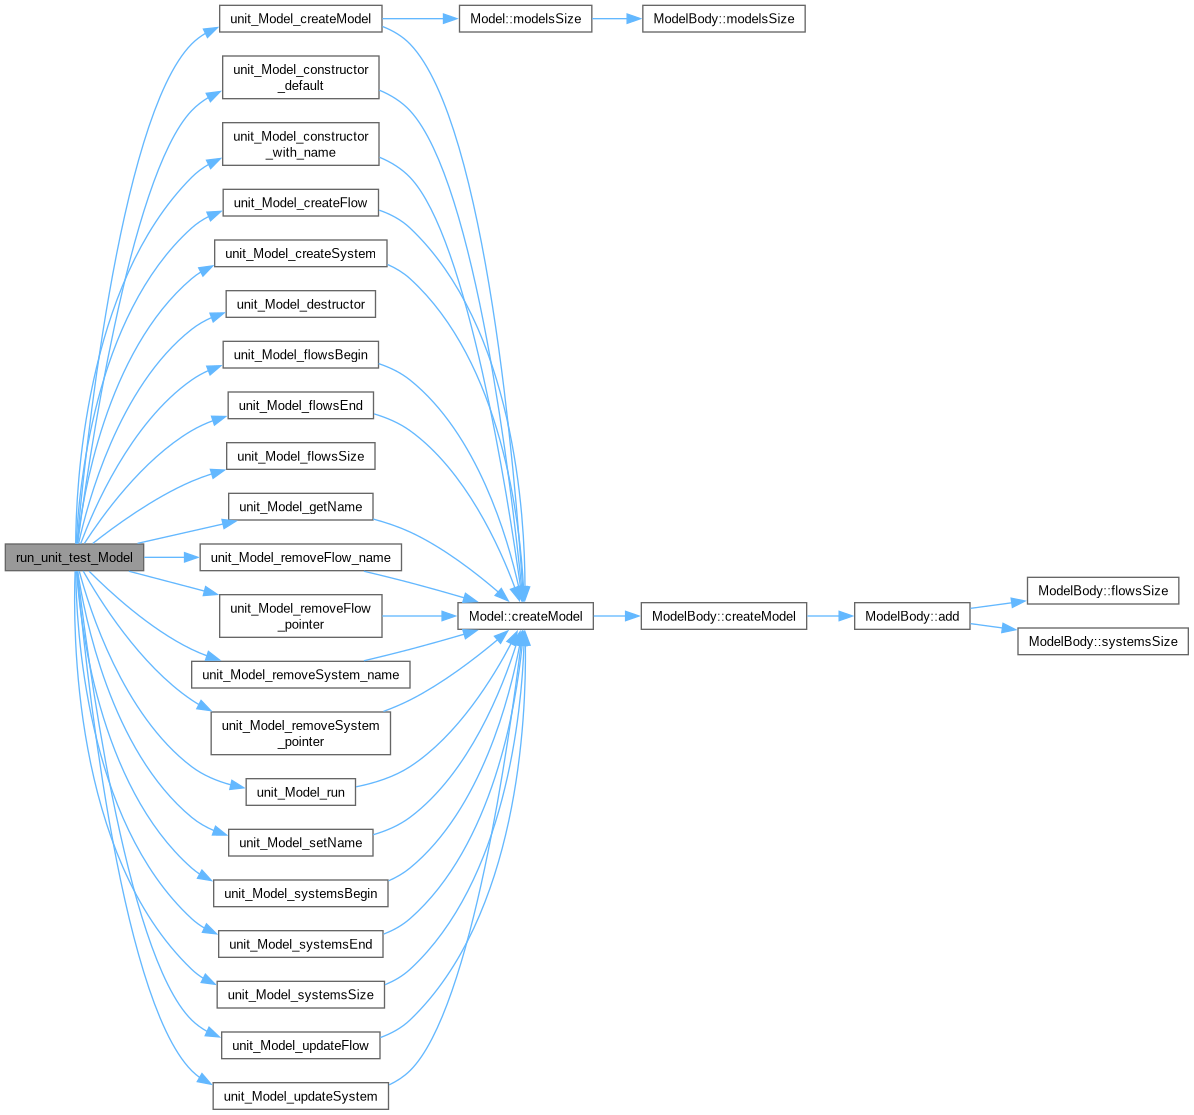 run_unit_test_Model
unit_Model_createModel
unit_Model_constructor
_default
unit_Model_constructor
_with_name
unit_Model_createFlow
unit_Model_createSystem
unit_Model_destructor
unit_Model_flowsBegin
unit_Model_flowsEnd
unit_Model_flowsSize
unit_Model_getName
unit_Model_removeFlow_name
unit_Model_removeFlow
_pointer
unit_Model_removeSystem_name
unit_Model_removeSystem
_pointer
unit_Model_run
unit_Model_setName
unit_Model_systemsBegin
unit_Model_systemsEnd
unit_Model_systemsSize
unit_Model_updateFlow
unit_Model_updateSystem
Model::modelsSize
ModelBody::modelsSize
Model::createModel
ModelBody::createModel
ModelBody::add
ModelBody::flowsSize
ModelBody::systemsSize